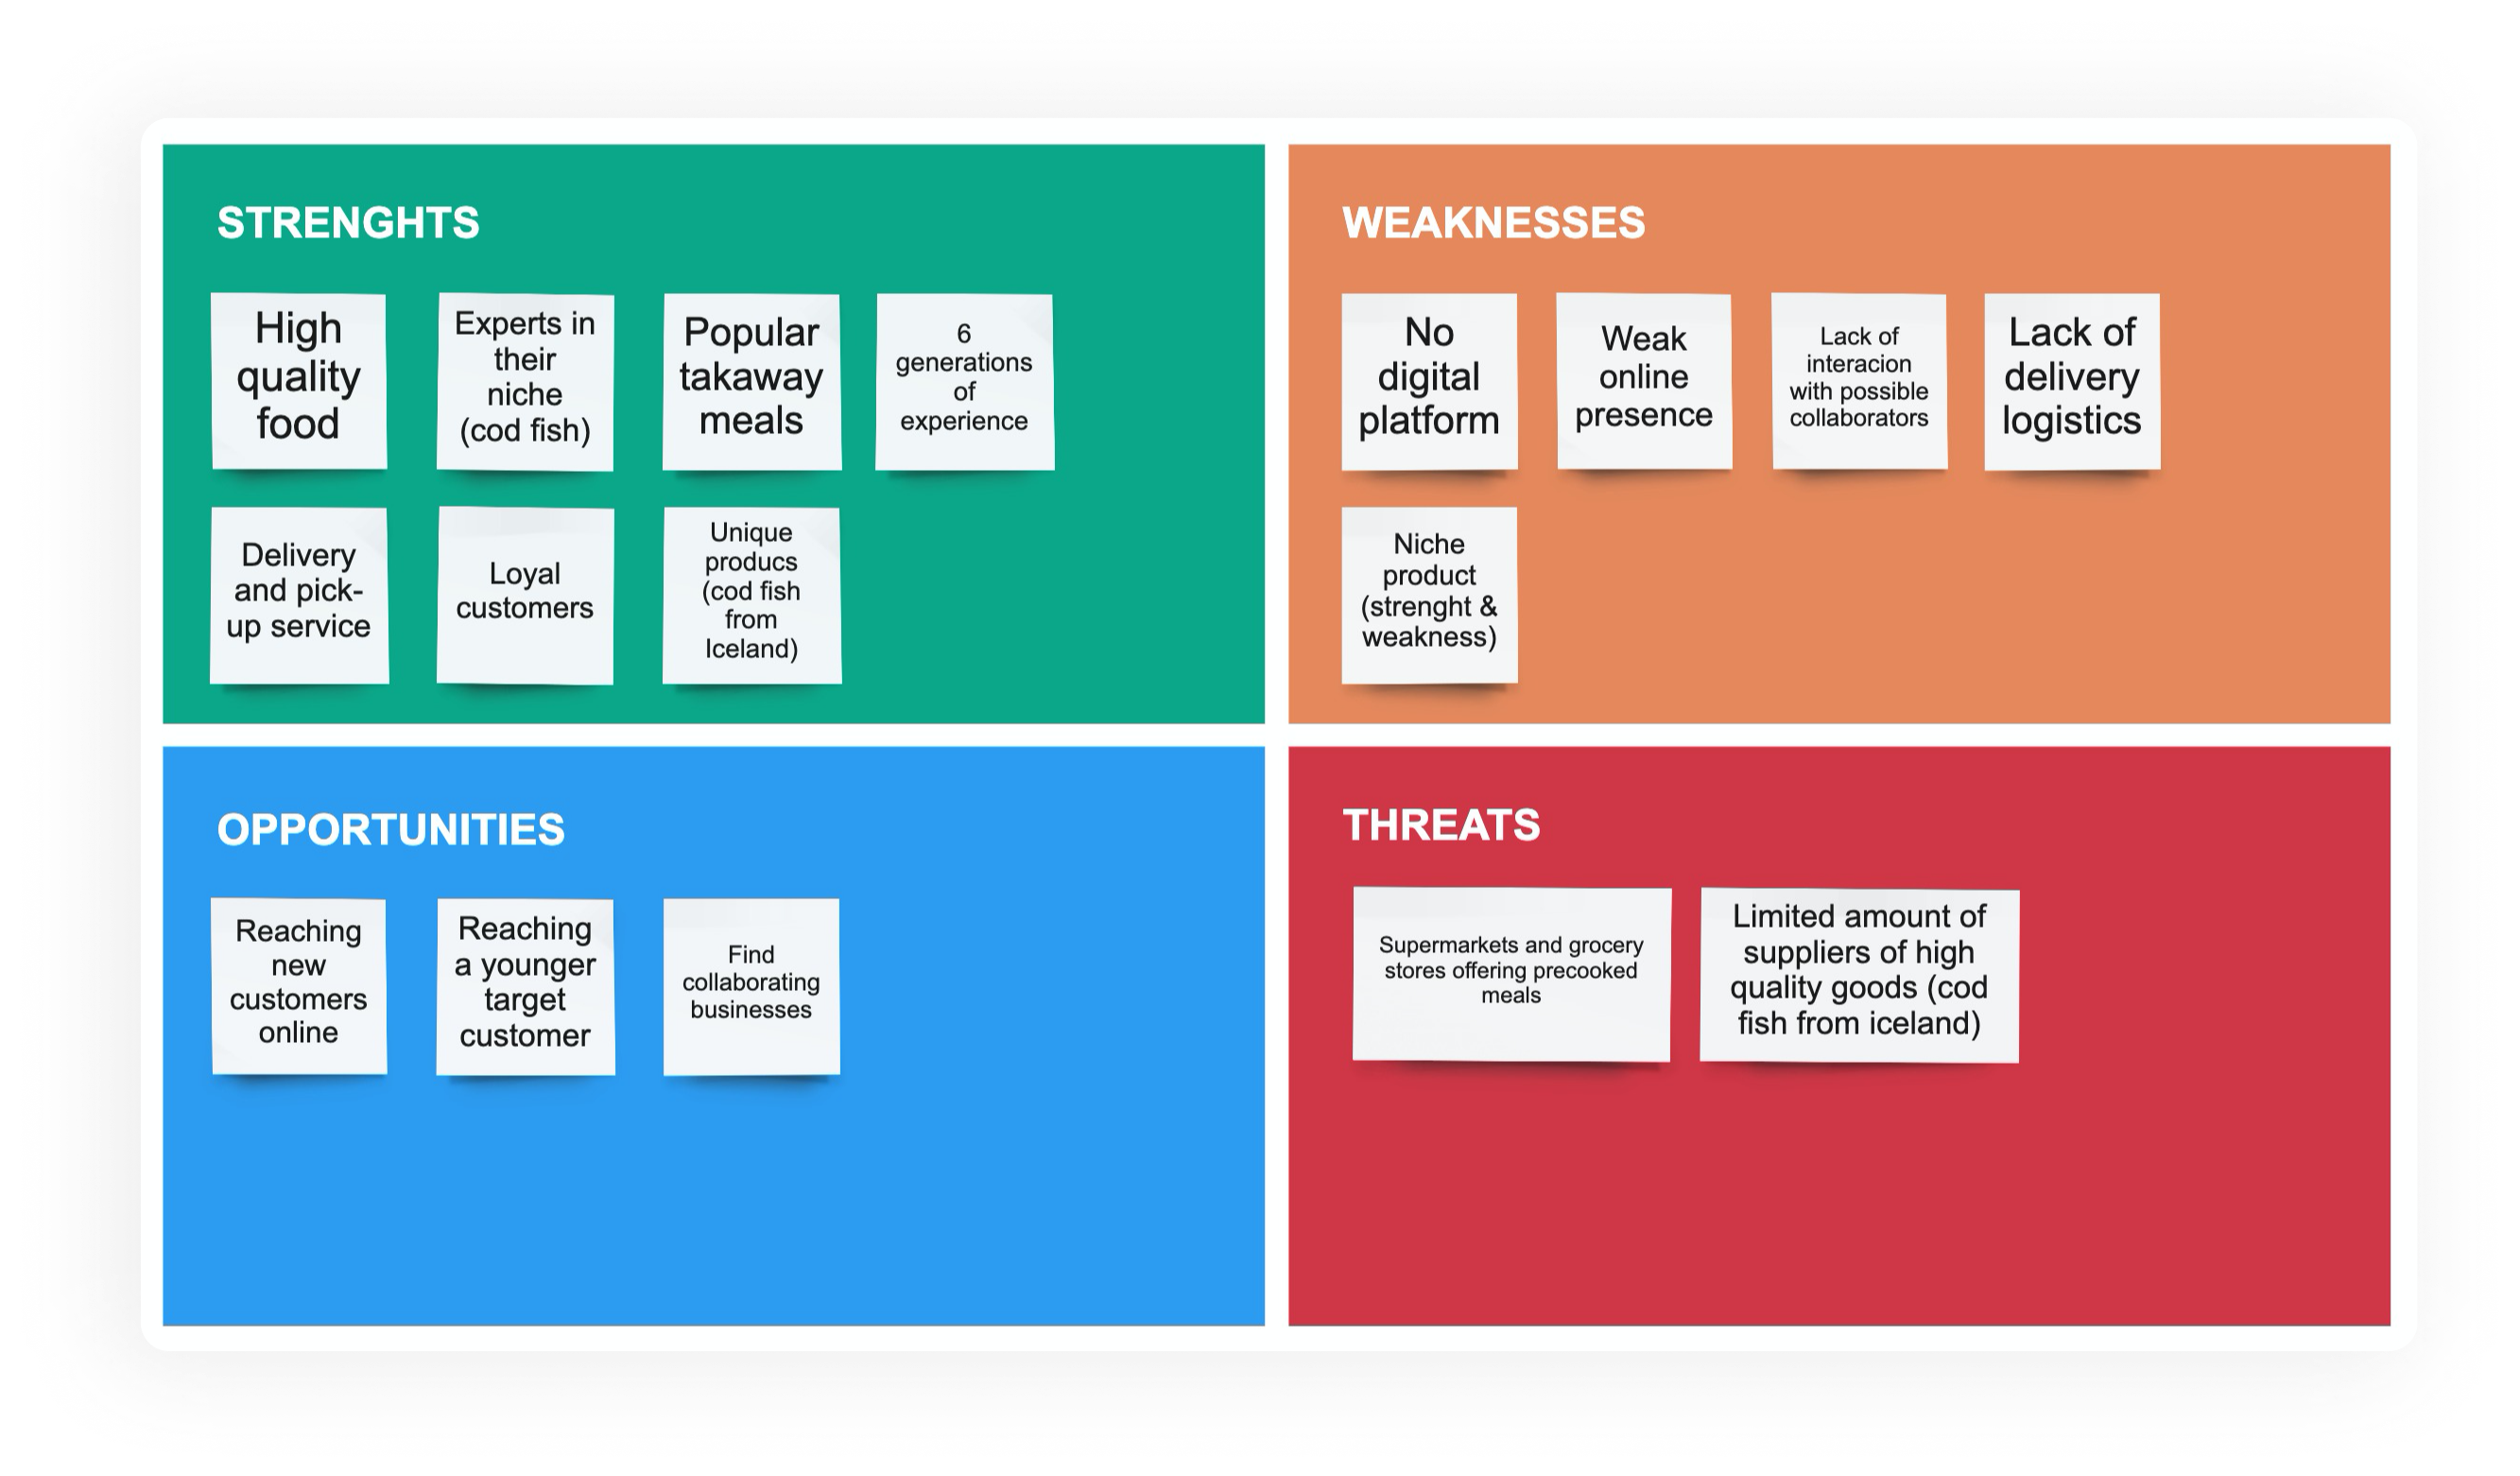 STRENGHTS
High
quality
food
Experts in
their
niche
(cod fish)
Popular
takaway
meals
6
generations
of
experience
Delivery
and pick-
up service
Loyal
customers
Unique
producs
(cod fish
from
Iceland)
WEAKNESSES
No
digital
platform
Weak
online
presence
Lack of
interacion
with possible
collaborators
Lack of
delivery
logistics
Niche
product
(strenght &
weakness)
OPPORTUNITIES
Reaching
new
customers
online
Reaching
a younger
target
customer
Find
collaborating
businesses
THREATS
Supermarkets and grocery
stores offering precooked
meals
Limited amount of
suppliers of high
quality goods (cod
fish from iceland)